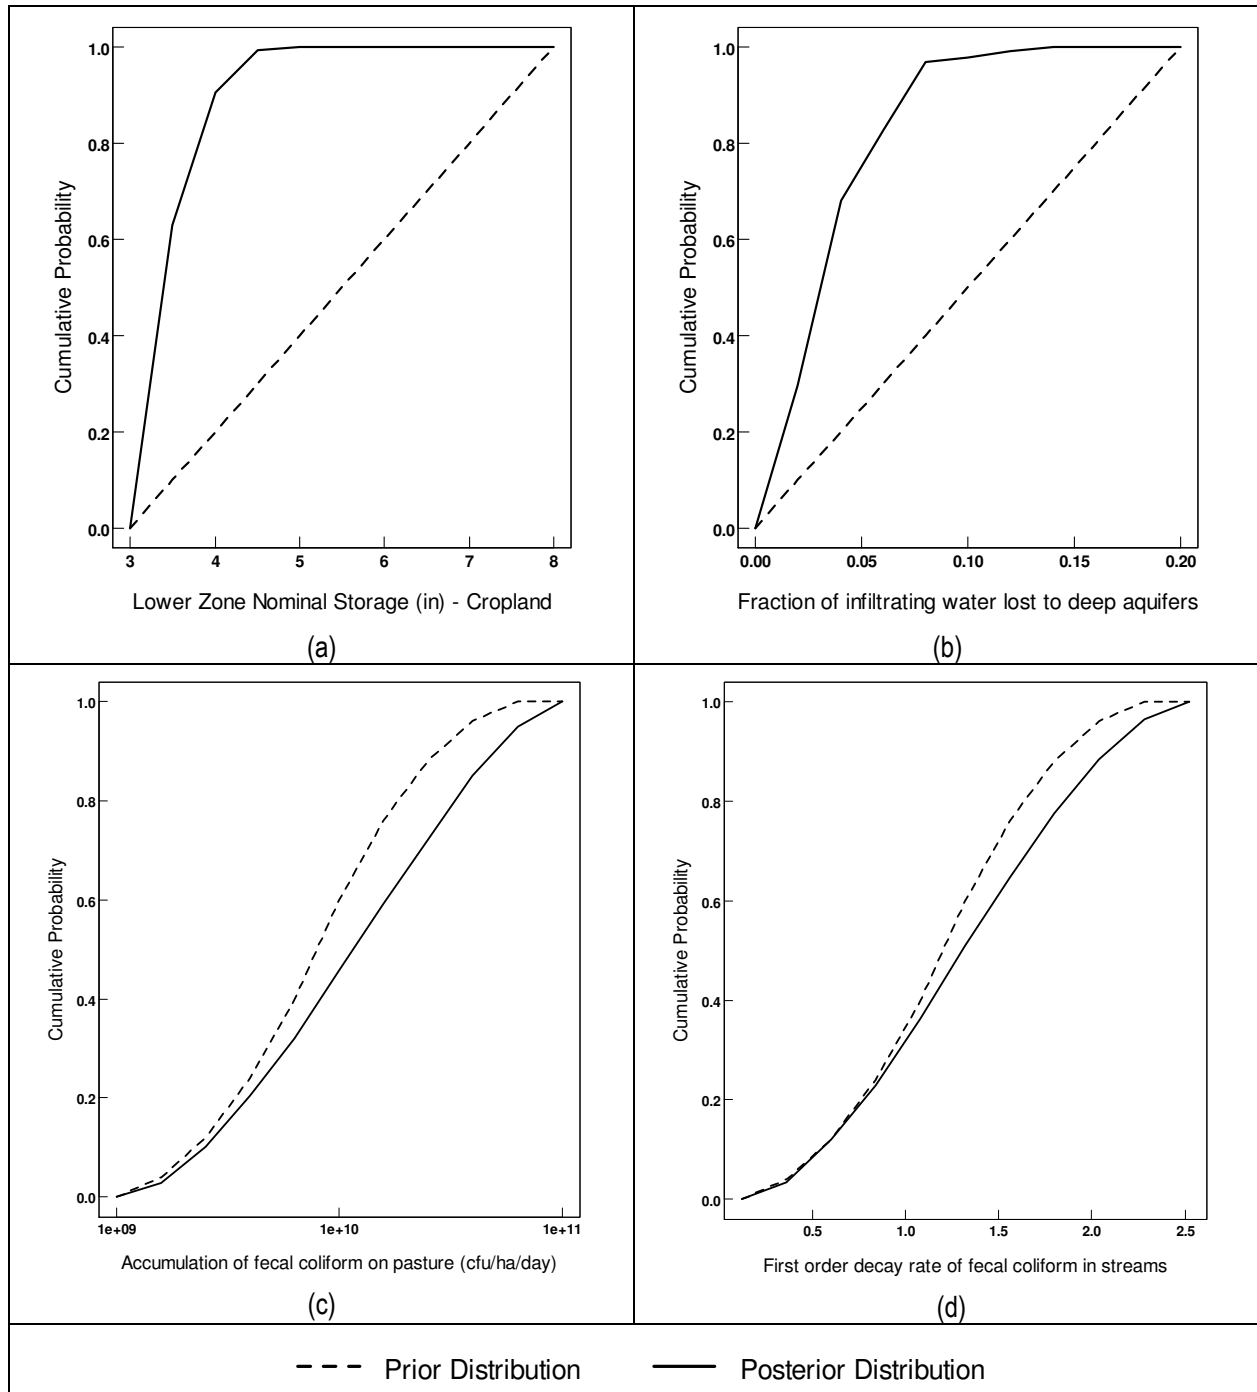 1.0
0.8
0.6
0.4
0.2
0.0
Cumulative Probability
3 4 5 6 7 8
Lower Zone Nominal Storage (in) - Cropland
(a)
1.0
0.8
0.6
0.4
0.2
0.0
Cumulative Probability
0.00 0.05 0.10 0.15 0.20
Fraction of infiltrating water lost to deep aquifers
(b)
1.0
0.8
0.6
0.4
0.2
0.0
Cumulative Probability
1e+09 1e+10 1e+11
Accumulation of fecal coliform on pasture (cfu/ha/day)
(c)
1.0
0.8
0.6
0.4
0.2
0.0
Cumulative Probability
0.5 1.0 1.5 2.0 2.5
First order decay rate of fecal coliform in streams
(d)
Prior Distribution Posterior Distribution